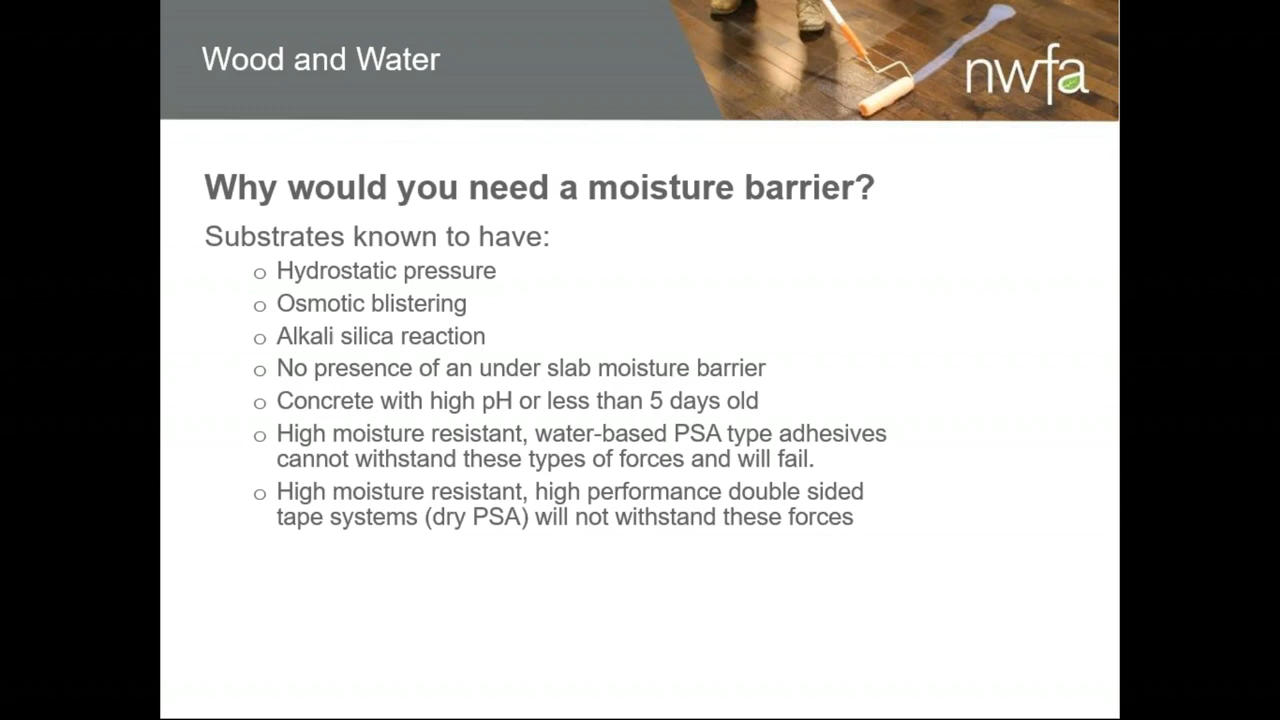 Wood and Water
nwfa
Why would you need a moisture barrier?
Substrates known to have:
o Hydrostatic pressure
o Osmotic blistering
o Alkali silica reaction
o No presence of an under slab moisture barrier
o Concrete with high pH or less than 5 days old
o High moisture resistant, water-based PSA type adhesives
cannot withstand these types of forces and will fail.
o High moisture resistant, high performance double sided
tape systems (dry PSA) will not withstand these forces